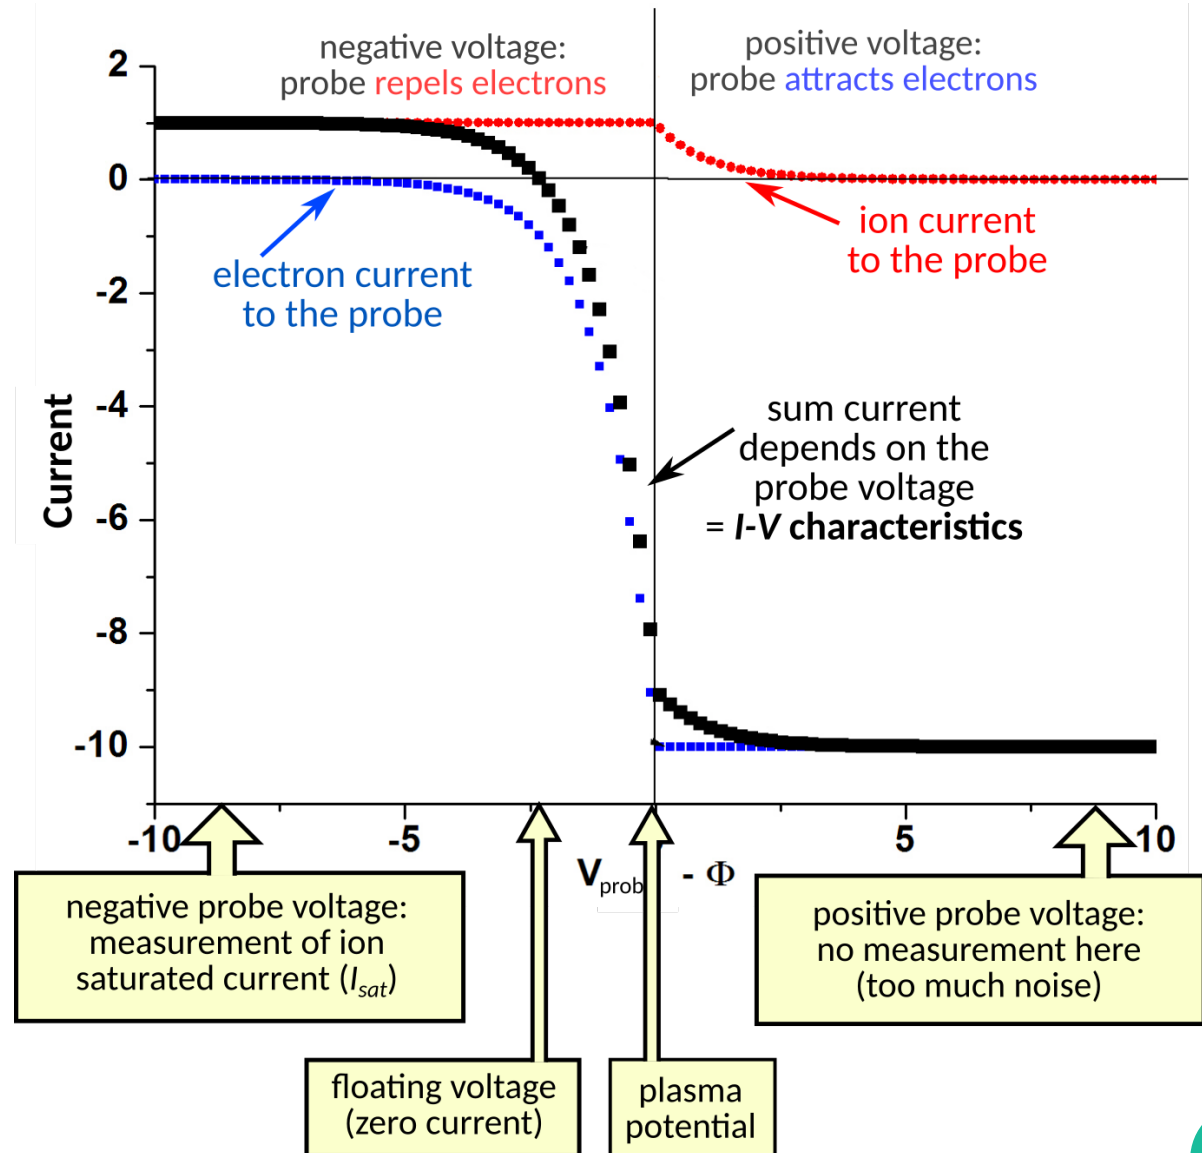 negative voltage:
probe repels electrons
positive voltage:
probe attracts electrons
2
0
-2
-4
-6
-8
-10
Current
electron current
to the probe
ion current
to the probe
sum current
depends on the
probe voltage
= I-V characteristics
-10
-5
5
10
Vprob - Φ
negative probe voltage:
measurement of ion
saturated current (Isat)
positive probe voltage:
no measurement here
(too much noise)
floating voltage
(zero current)
plasma
potential